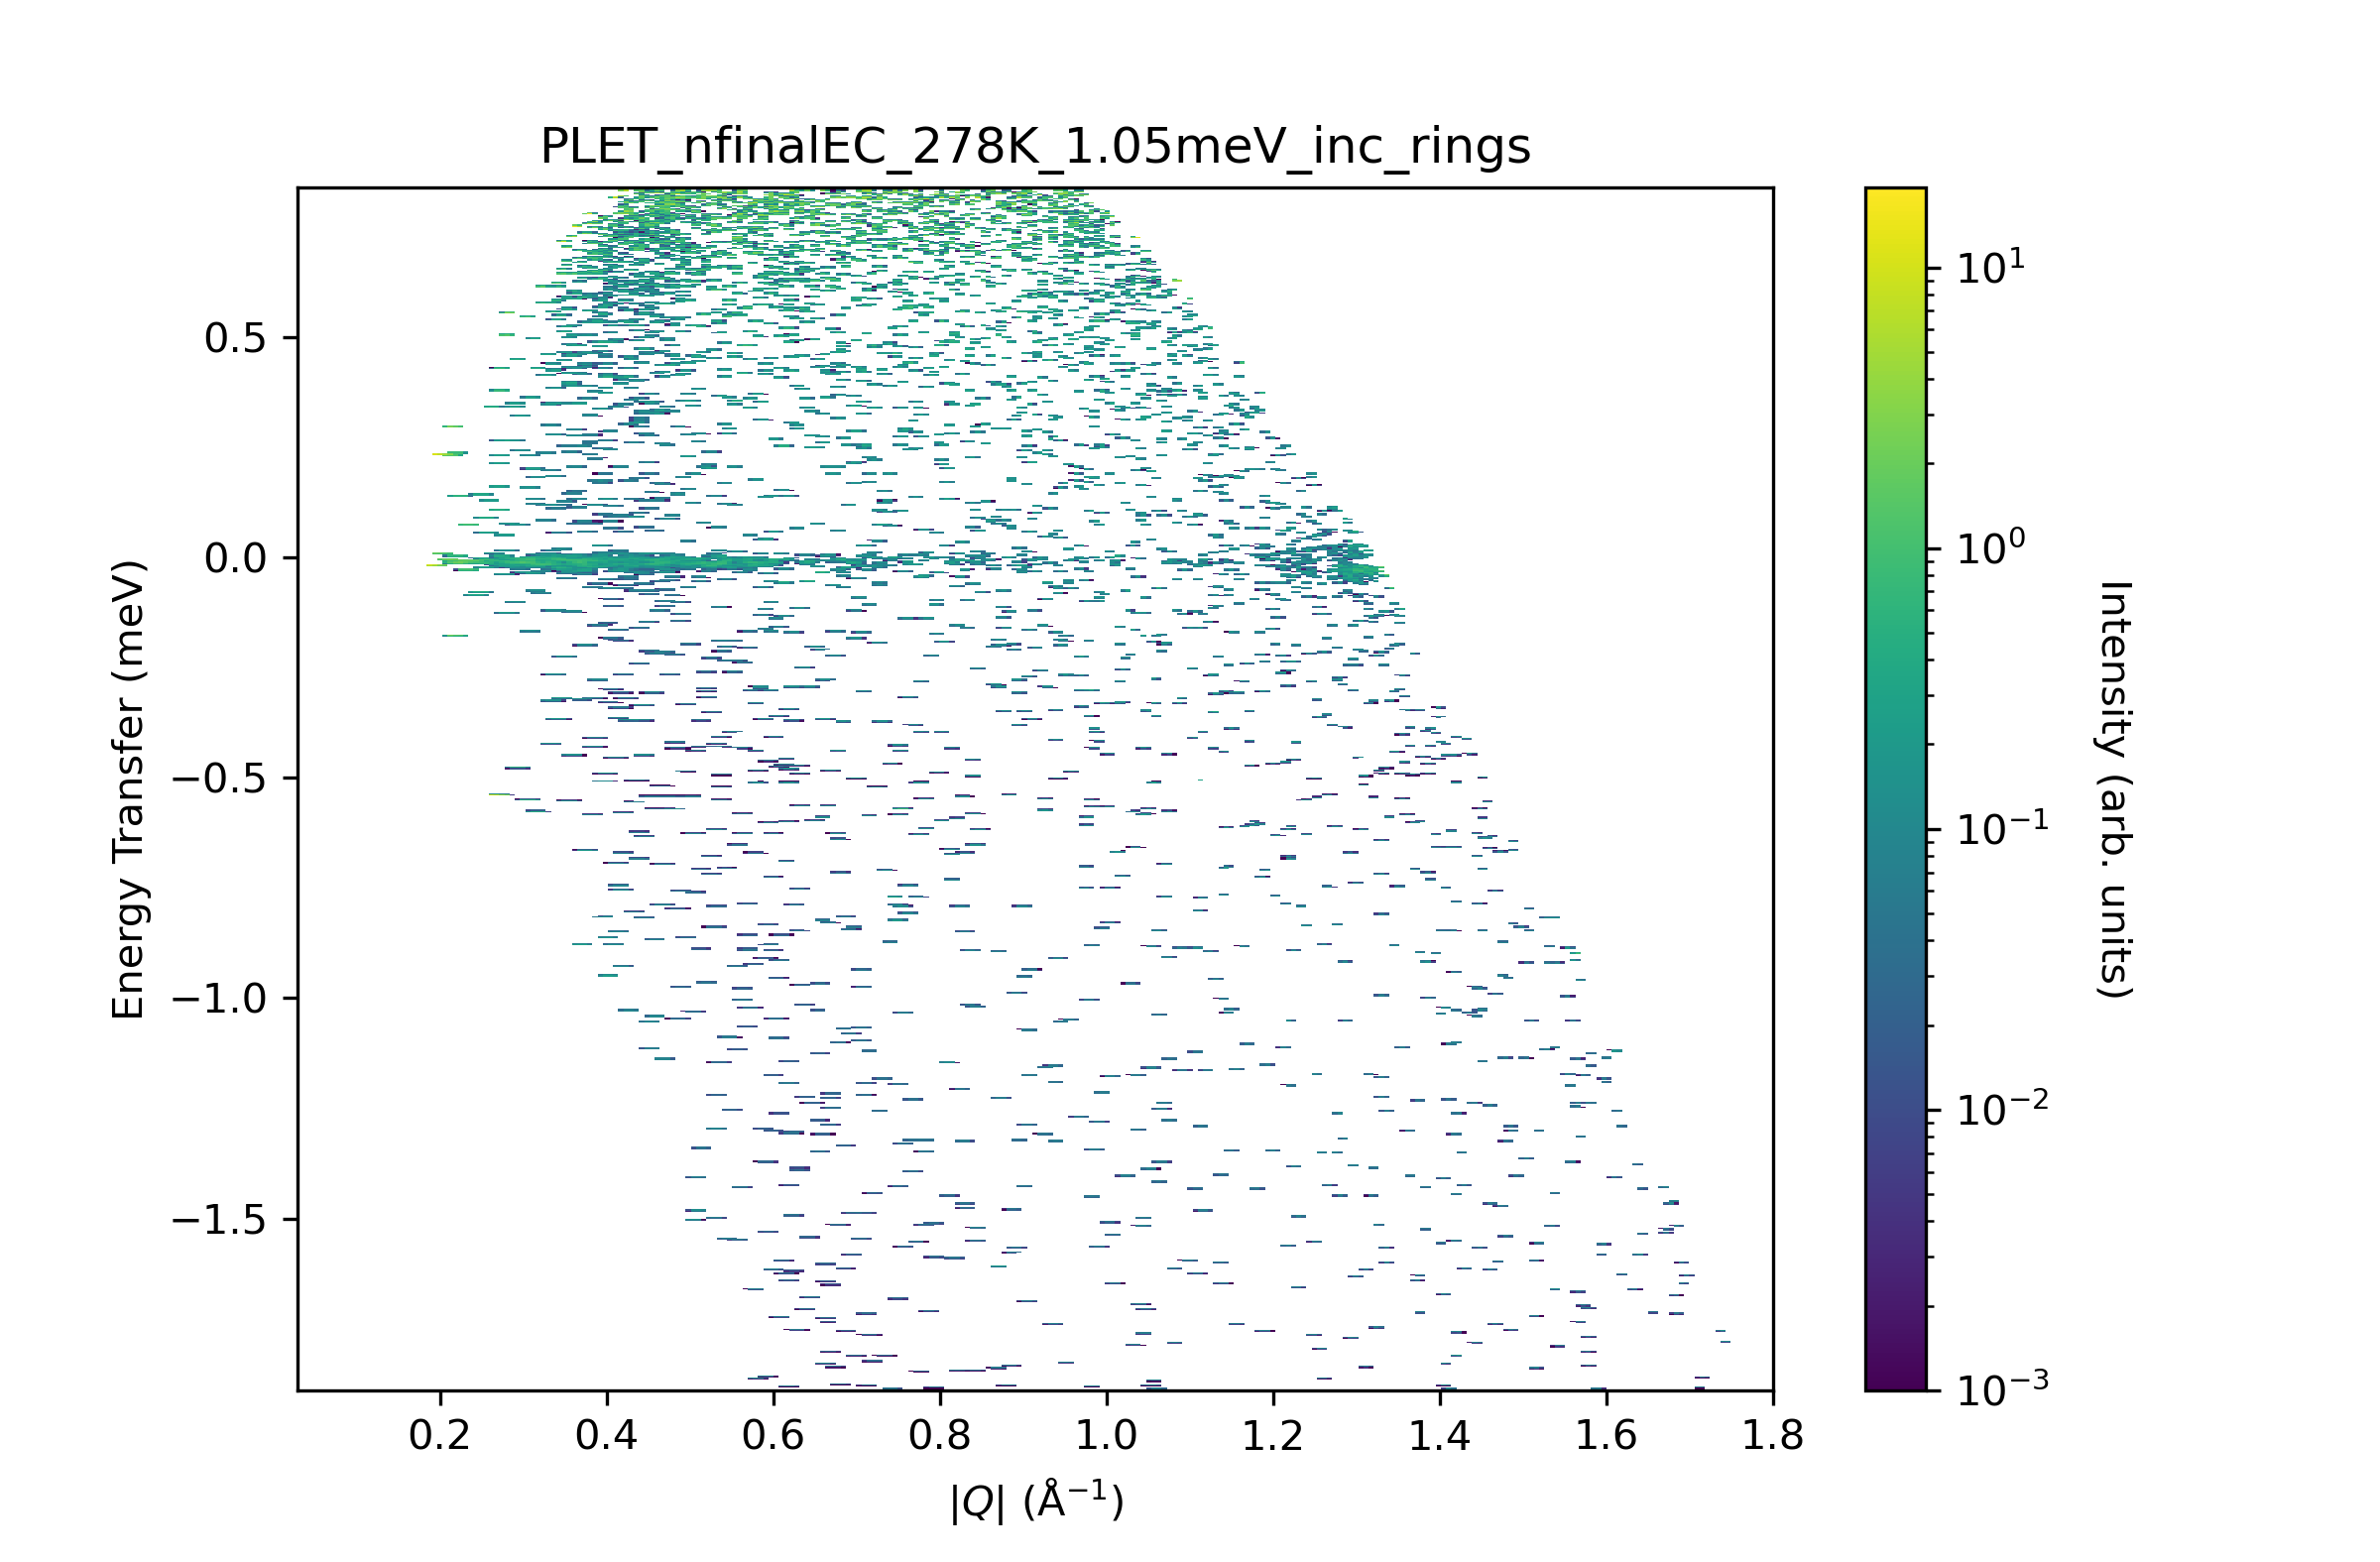 PLET_nfinalEC_278K_1.05meV_inc_rings
Energy Transfer (meV)
0.5
0.0
−0.5
−1.0
−1.5
0.2 0.4 0.6 0.8 1.0 1.2 1.4 1.6 1.8
|Q| (Å⁻¹)
10¹
10⁰
10⁻¹
10⁻²
10⁻³
Intensity (arb. units)